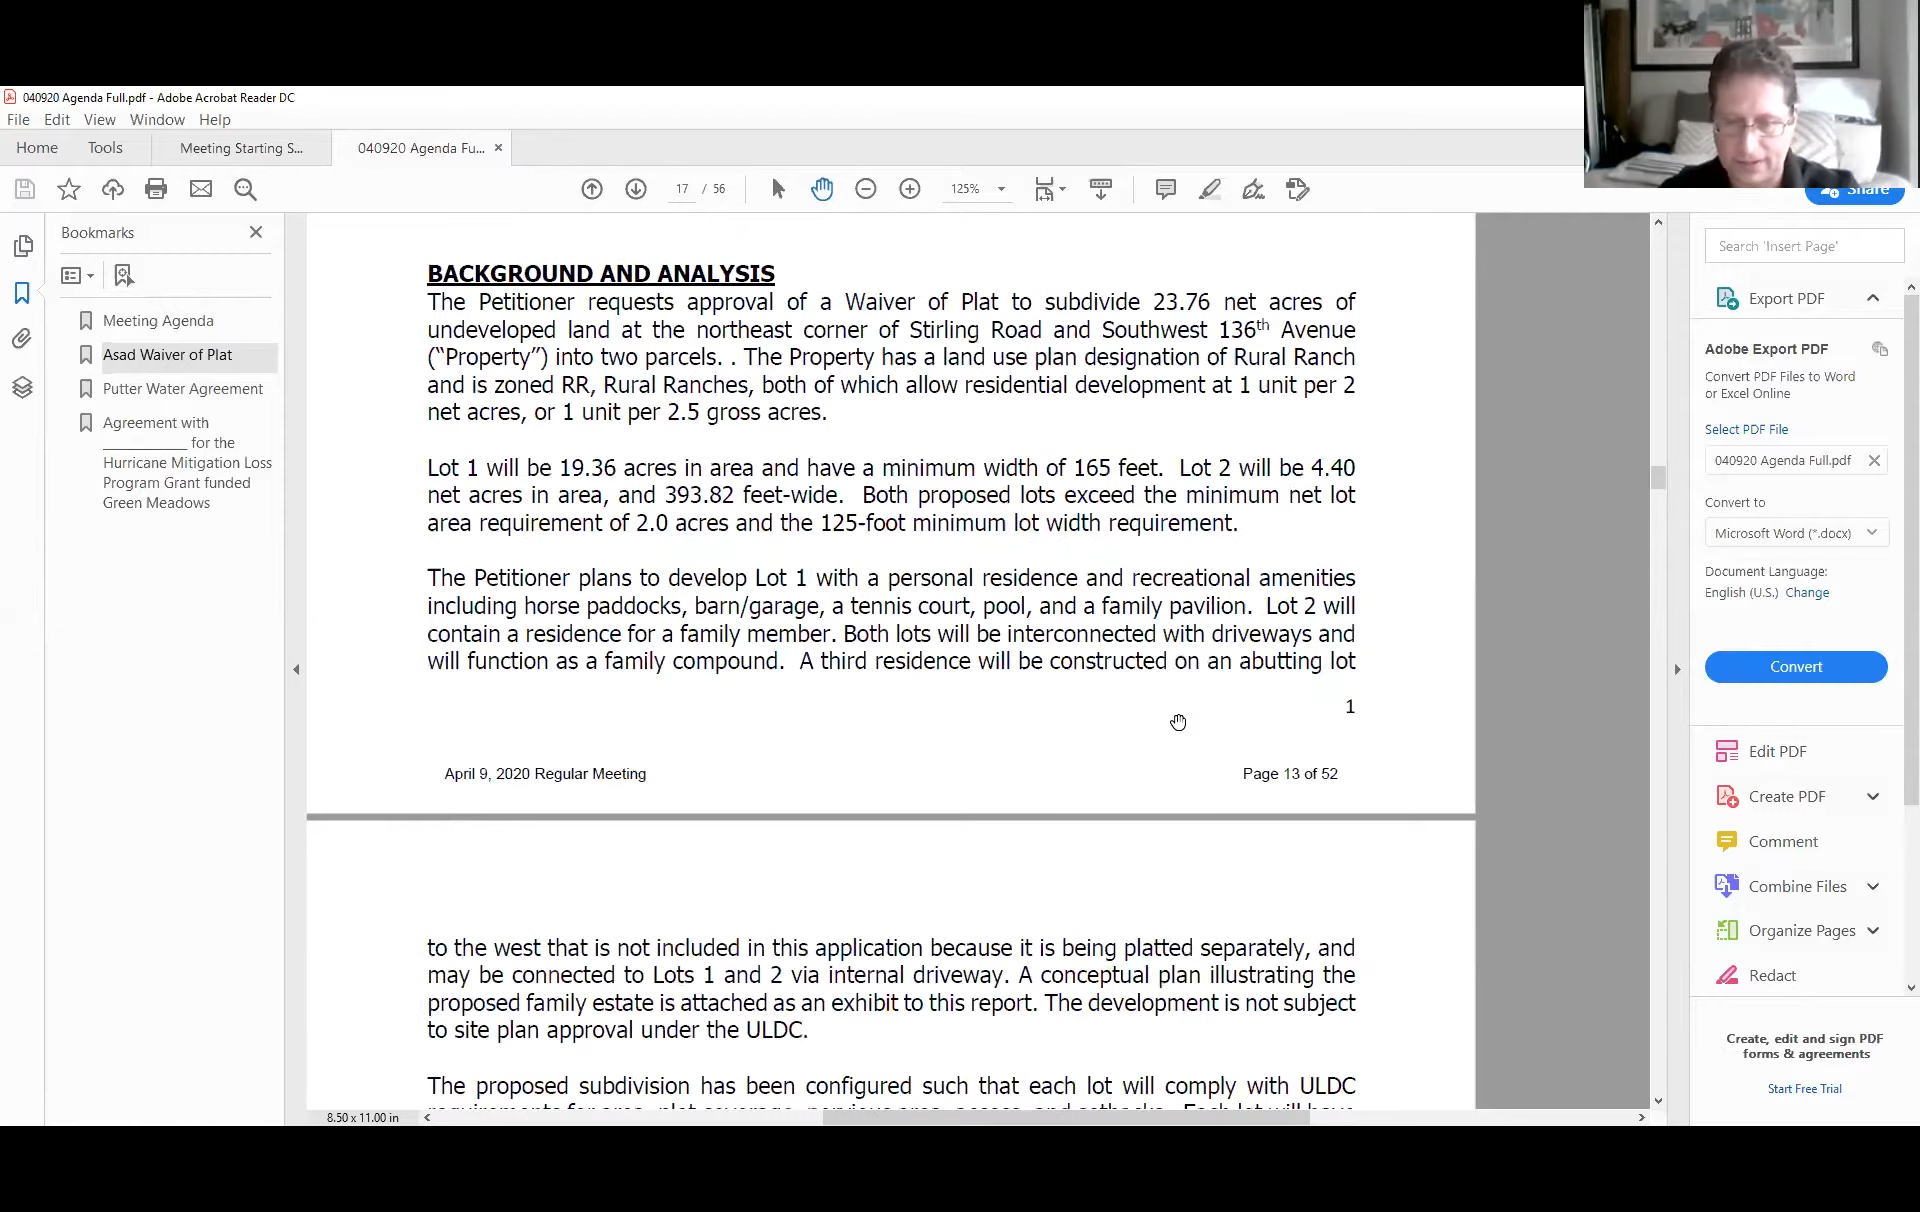 040920 Agenda Full.pdf - Adobe Acrobat Reader DC
File Edit View Window Help
Home Tools Meeting Starting S... 040920 Agenda Fu... ×
17 / 56 125%
Share
Bookmarks
Meeting Agenda
Asad Waiver of Plat
Putter Water Agreement
Agreement with
____________ for the
Hurricane Mitigation Loss
Program Grant funded
Green Meadows
BACKGROUND AND ANALYSIS
The Petitioner requests approval of a Waiver of Plat to subdivide 23.76 net acres of
undeveloped land at the northeast corner of Stirling Road and Southwest 136th Avenue
("Property") into two parcels. . The Property has a land use plan designation of Rural Ranch
and is zoned RR, Rural Ranches, both of which allow residential development at 1 unit per 2
net acres, or 1 unit per 2.5 gross acres.
Lot 1 will be 19.36 acres in area and have a minimum width of 165 feet. Lot 2 will be 4.40
net acres in area, and 393.82 feet-wide. Both proposed lots exceed the minimum net lot
area requirement of 2.0 acres and the 125-foot minimum lot width requirement.
The Petitioner plans to develop Lot 1 with a personal residence and recreational amenities
including horse paddocks, barn/garage, a tennis court, pool, and a family pavilion. Lot 2 will
contain a residence for a family member. Both lots will be interconnected with driveways and
will function as a family compound. A third residence will be constructed on an abutting lot
1
April 9, 2020 Regular Meeting Page 13 of 52
to the west that is not included in this application because it is being platted separately, and
may be connected to Lots 1 and 2 via internal driveway. A conceptual plan illustrating the
proposed family estate is attached as an exhibit to this report. The development is not subject
to site plan approval under the ULDC.
The proposed subdivision has been configured such that each lot will comply with ULDC
8.50 x 11.00 in
Search 'Insert Page'
Export PDF
Adobe Export PDF
Convert PDF Files to Word
or Excel Online
Select PDF File
040920 Agenda Full.pdf
Convert to
Microsoft Word (*.docx)
Document Language:
English (U.S.) Change
Convert
Edit PDF
Create PDF
Comment
Combine Files
Organize Pages
Redact
Create, edit and sign PDF
forms & agreements
Start Free Trial